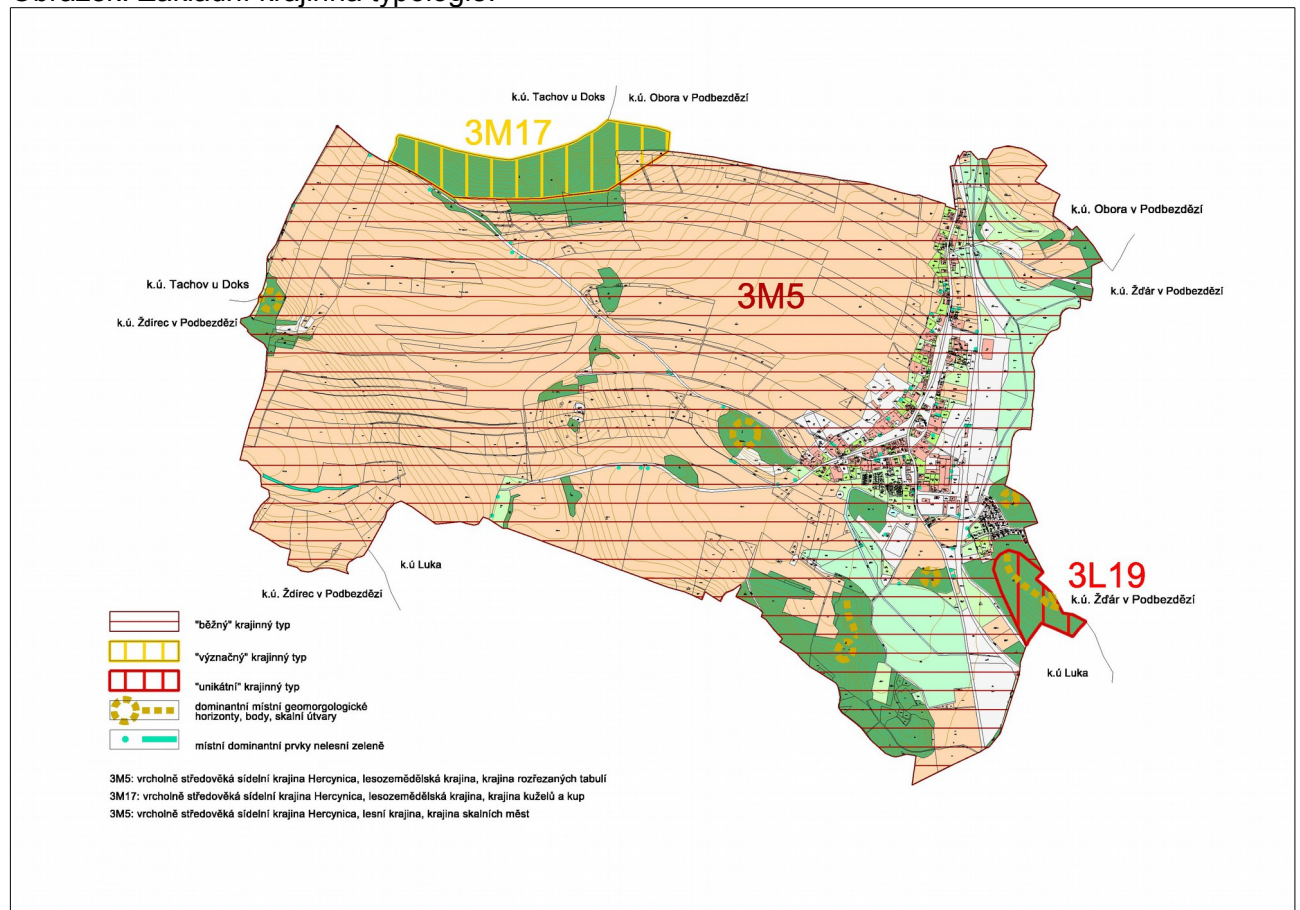 Obrázek: Základní krajinná typologie.
k.ú. Tachov u Doks
k.ú. Obora v Podbezdězí
3M17
k.ú. Obora v Podbezdězí
k.ú. Tachov u Doks
k.ú. Žďár v Podbezdězí
3M5
k.ú. Ždírec v Podbezdězí
3L19
k.ú. Žďár v Podbezdězí
k.ú Luka
k.ú. Ždírec v Podbezdězí
k.ú Luka
"běžný" krajinný typ
"význačný" krajinný typ
"unikátní" krajinný typ
dominantní místní geomorgologické
horizonty, body, skalní útvary
místní dominantní prvky nelesní zeleně
3M5: vrcholně středověká sídelní krajina Hercynica, lesozemědělská krajina, krajina rozřezaných tabulí
3M17: vrcholně středověká sídelní krajina Hercynica, lesozemědělská krajina, krajina kuželů a kup
3M5: vrcholně středověká sídelní krajina Hercynica, lesní krajina, krajina skalních měst